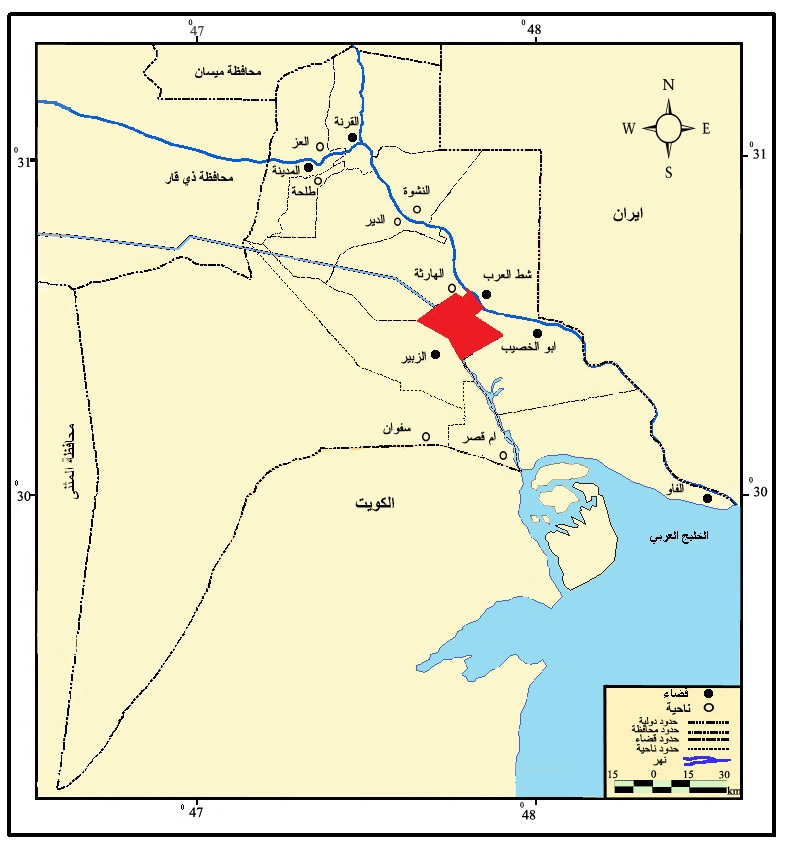 47
48
محافظة ميسان
N
W E
S
القرنة
العز
31
31
المدينة
محافظة ذي قار
طلحة
النشوة
الدير
ايران
الهارثة
شط العرب
ابو الخصيب
الزبير
سفوان
ام قصر
محافظة المثنى
30
30
الفاو
الكويت
الخليج العربي
قضاء
ناحية
حدود دولية
حدود محافظة
حدود قضاء
حدود ناحية
نهر
15 0 15 30
km
47
48